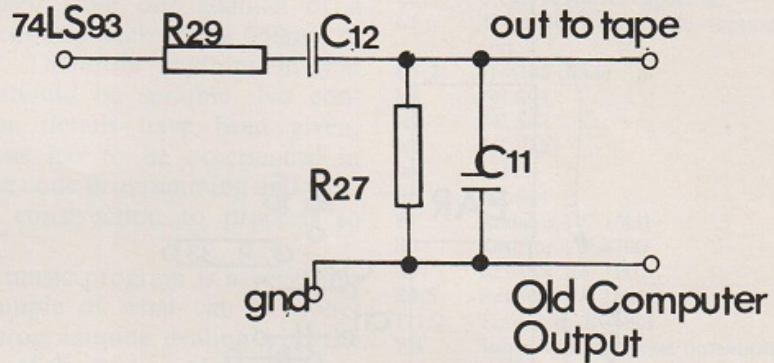 74LS93
R29
C12
out to tape
R27
C11
gnd
Old Computer
Output